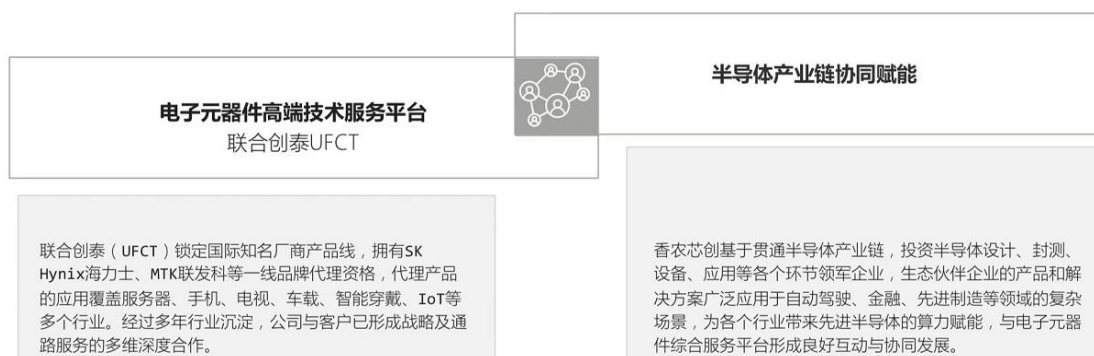 电子元器件高端技术服务平台
联合创泰UFCT
联合创泰（UFCT）锁定国际知名厂商产品线，拥有SK
Hynix海力士、MTK联发科等一线品牌代理资格，代理产品
的应用覆盖服务器、手机、电视、车载、智能穿戴、IoT等
多个行业。经过多年行业沉淀，公司与客户已形成战略及通
路服务的多维深度合作。
半导体产业链协同赋能
香农芯创基于贯通半导体产业链，投资半导体设计、封测、
设备、应用等各个环节领军企业，生态伙伴企业的产品和解
决方案广泛应用于自动驾驶、金融、先进制造等领域的复杂
场景，为各个行业带来先进半导体的算力赋能，与电子元器
件综合服务平台形成良好互动与协同发展。